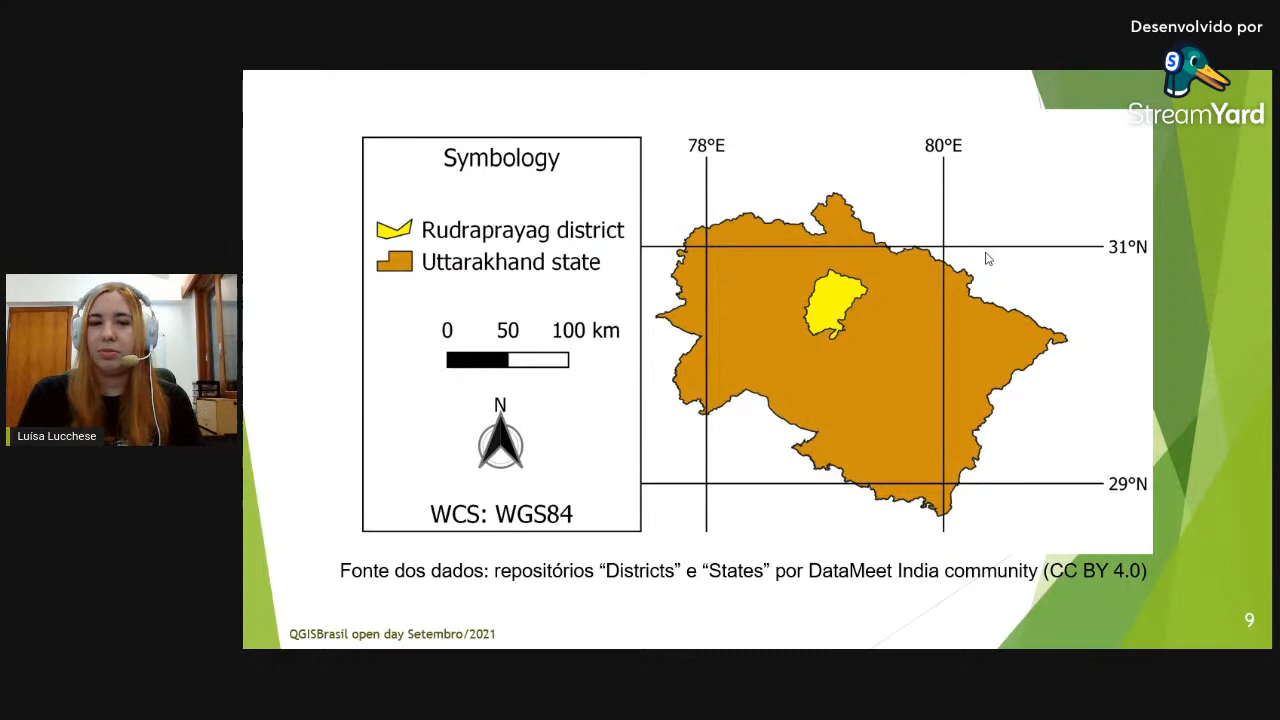 Desenvolvido por
StreamYard
Symbology
Rudraprayag district
Uttarakhand state
0 50 100 km
N
WCS: WGS84
78°E 80°E
31°N
29°N
Fonte dos dados: repositórios “Districts” e “States” por DataMeet India community (CC BY 4.0)
QGISBrasil open day Setembro/2021
9
Luísa Lucchese